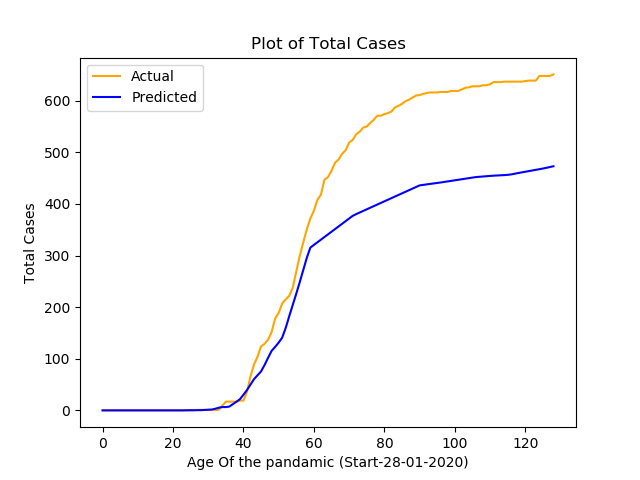 Plot of Total Cases
Actual
Predicted
600
500
400
300
200
100
0
Total Cases
0 20 40 60 80 100 120
Age Of the pandamic (Start-28-01-2020)